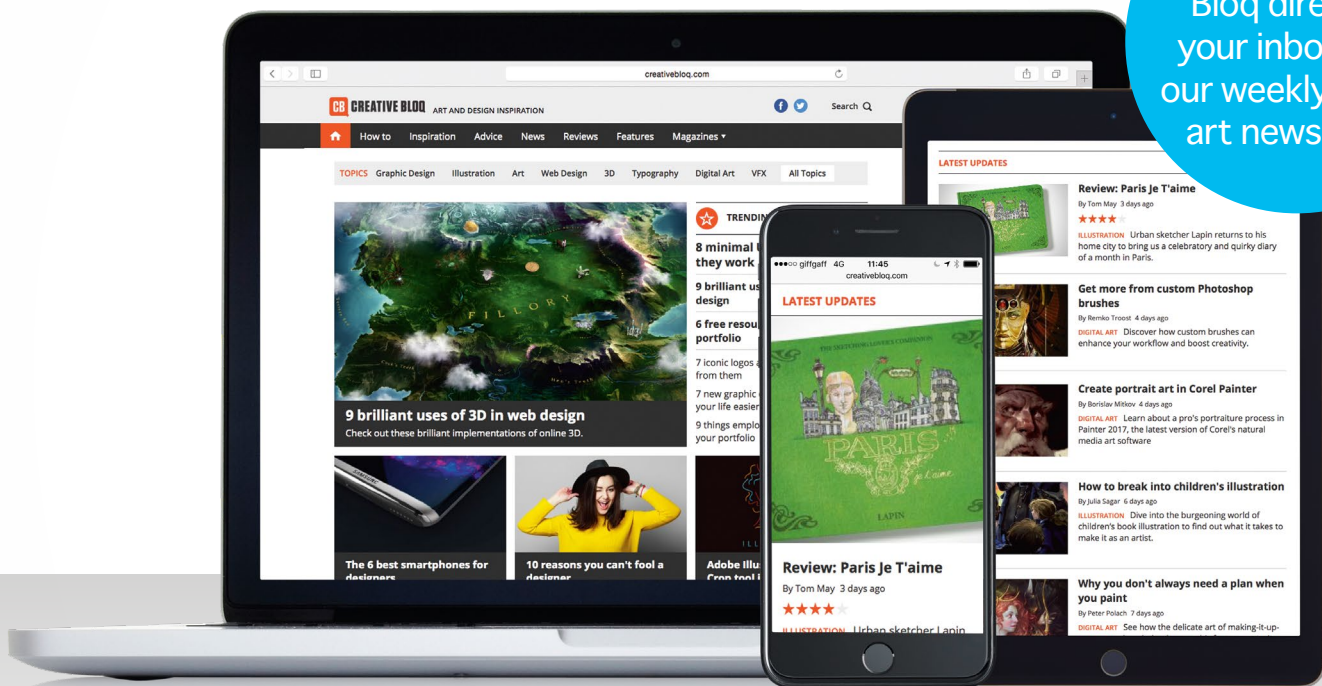 Bloq dire
your inbo
our weekly
art news
creativebloq.com
CB CREATIVE BLOQ ART AND DESIGN INSPIRATION
Search
How to Inspiration Advice News Reviews Features Magazines
TOPICS Graphic Design Illustration Art Web Design 3D Typography Digital Art VFX All Topics
FILLORY
9 brilliant uses of 3D in web design
Check out these brilliant implementations of online 3D.
TRENDIN
8 minimal
they work
9 brilliant us
design
6 free resou
portfolio
7 iconic logos
from them
7 new graphic
your life easier
9 things emplo
your portfolio
SAMSUNG
The 6 best smartphones for
designers
10 reasons you can't fool a
designer
ILL
Adobe Illu
Crop tool i
giffgaff 4G 11:45
creativebloq.com
LATEST UPDATES
THE SKETCHBOOK LOVER'S COMPANION
PARIS
je t'aime
LAPIN
Review: Paris Je T'aime
By Tom May 3 days ago
ILLUSTRATION Urban sketcher Lapin
LATEST UPDATES
Review: Paris Je T'aime
By Tom May 3 days ago
ILLUSTRATION Urban sketcher Lapin returns to his
home city to bring us a celebratory and quirky diary
of a month in Paris.
Get more from custom Photoshop
brushes
By Remko Troost 4 days ago
DIGITAL ART Discover how custom brushes can
enhance your workflow and boost creativity.
Create portrait art in Corel Painter
By Borislav Mitkov 4 days ago
DIGITAL ART Learn about a pro's portraiture process in
Painter 2017, the latest version of Corel's natural
media art software
How to break into children's illustration
By Julia Sagar 6 days ago
ILLUSTRATION Dive into the burgeoning world of
children's book illustration to find out what it takes to
make it as an artist.
Why you don't always need a plan when
you paint
By Peter Polach 7 days ago
DIGITAL ART See how the delicate art of making-it-up-